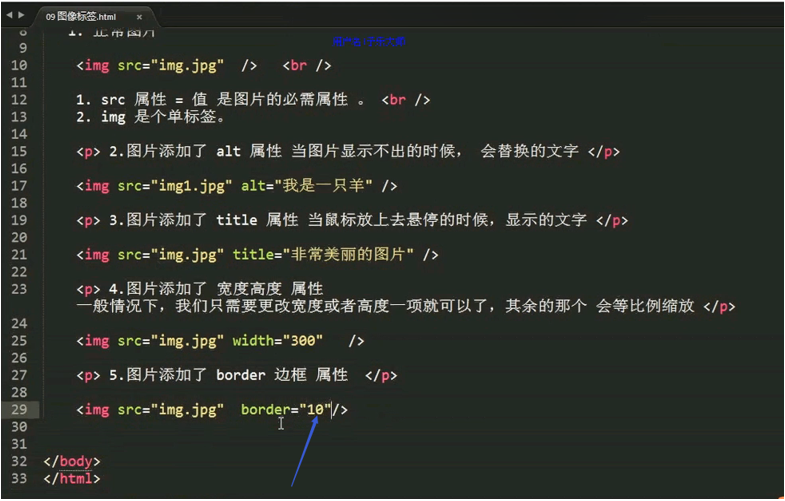 09 图像标签.html ×
8 1. 正常图片
9
10 <img src="img.jpg"  />   <br />
11
12 1. src 属性 = 值 是图片的必需属性 。 <br />
13 2. img 是个单标签。
14
15 <p> 2.图片添加了 alt 属性 当图片显示不出的时候， 会替换的文字 </p>
16
17 <img src="img1.jpg" alt="我是一只羊" />
18
19 <p> 3.图片添加了 title 属性 当鼠标放上去悬停的时候，显示的文字 </p>
20
21 <img src="img.jpg" title="非常美丽的图片" />
22
23 <p> 4.图片添加了 宽度高度 属性
一般情况下，我们只需要更改宽度或者高度一项就可以了，其余的那个 会等比例缩放 </p>
24
25 <img src="img.jpg" width="300"   />
26
27 <p> 5.图片添加了 border 边框 属性  </p>
28
29 <img src="img.jpg"  border="10"/>
30
31
32 </body>
33 </html>